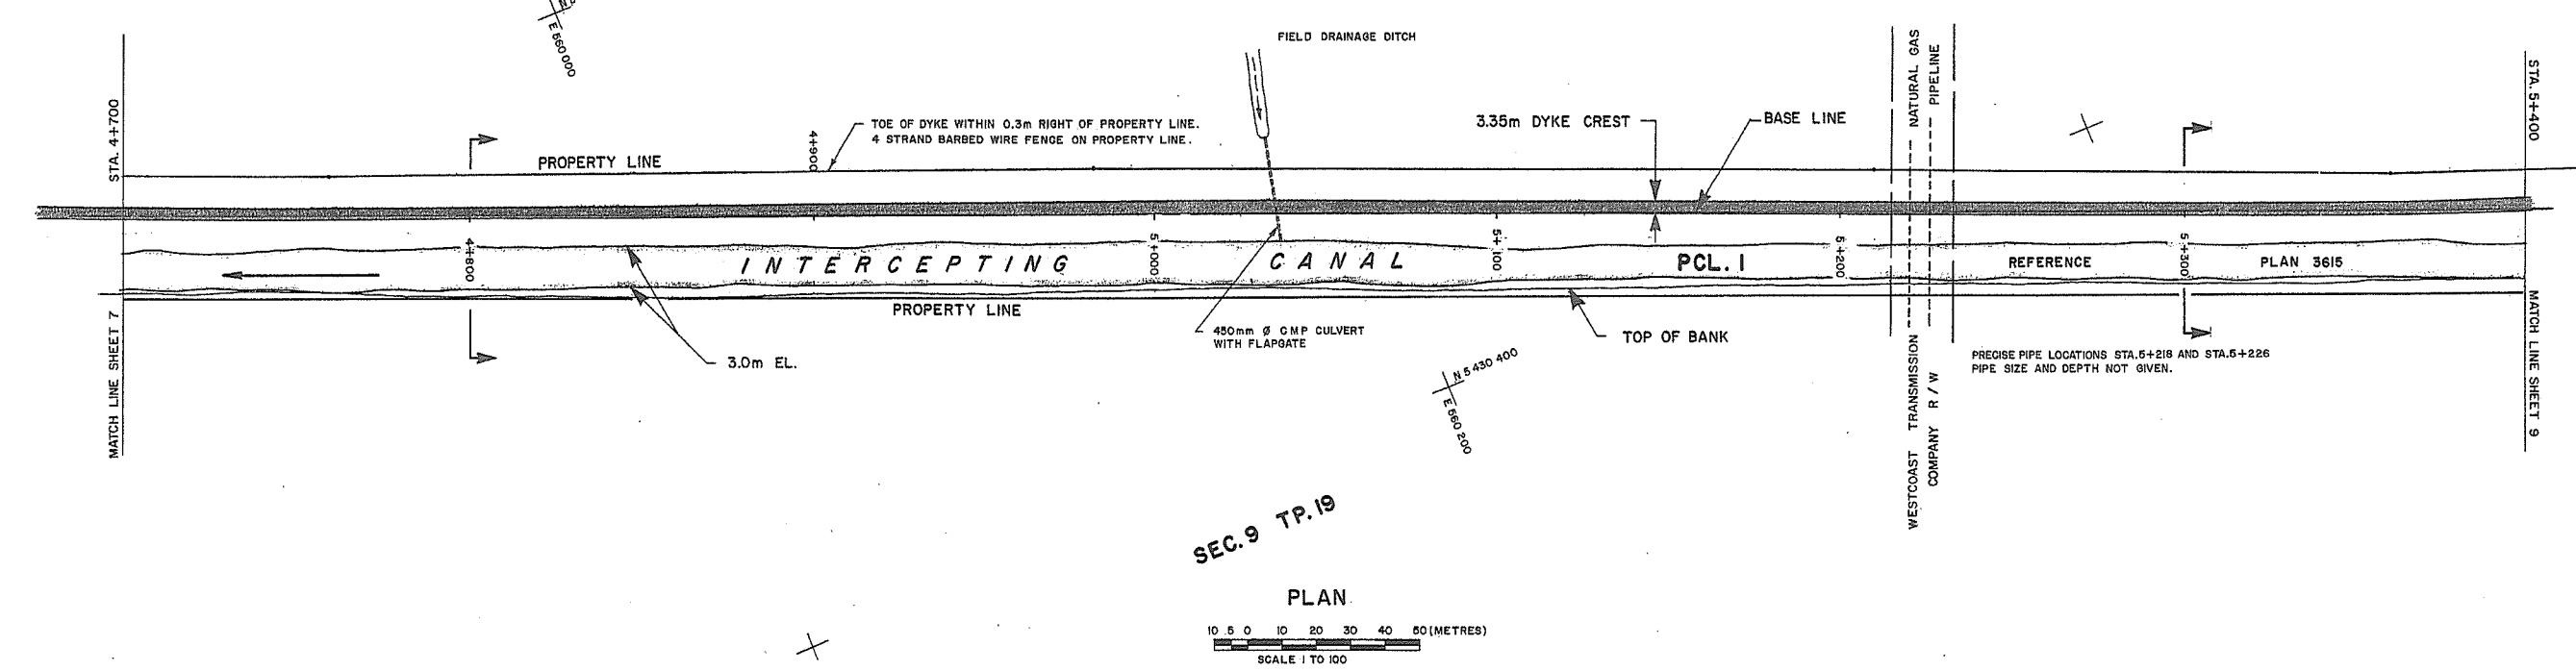 E 560 000
FIELD DRAINAGE DITCH
STA. 4+700
TOE OF DYKE WITHIN 0.3m RIGHT OF PROPERTY LINE.
4 STRAND BARBED WIRE FENCE ON PROPERTY LINE.
3.35m DYKE CREST
BASE LINE
NATURAL GAS
PIPELINE
STA. 5+400
PROPERTY LINE
4+900
4+800
5+000
5+100
5+200
5+300
INTERCEPTING CANAL
PCL. 1
REFERENCE
PLAN 3615
PROPERTY LINE
MATCH LINE SHEET 7
3.0m EL.
450mm Ø CMP CULVERT
WITH FLAPGATE
TOP OF BANK
N 5 430 400
E 560 200
WESTCOAST TRANSMISSION
COMPANY R/W
PRECISE PIPE LOCATIONS STA.5+218 AND STA.5+226
PIPE SIZE AND DEPTH NOT GIVEN.
MATCH LINE SHEET 9
SEC. 9 TP. 19
PLAN
10 5 0 10 20 30 40 50 (METRES)
SCALE 1 TO 100